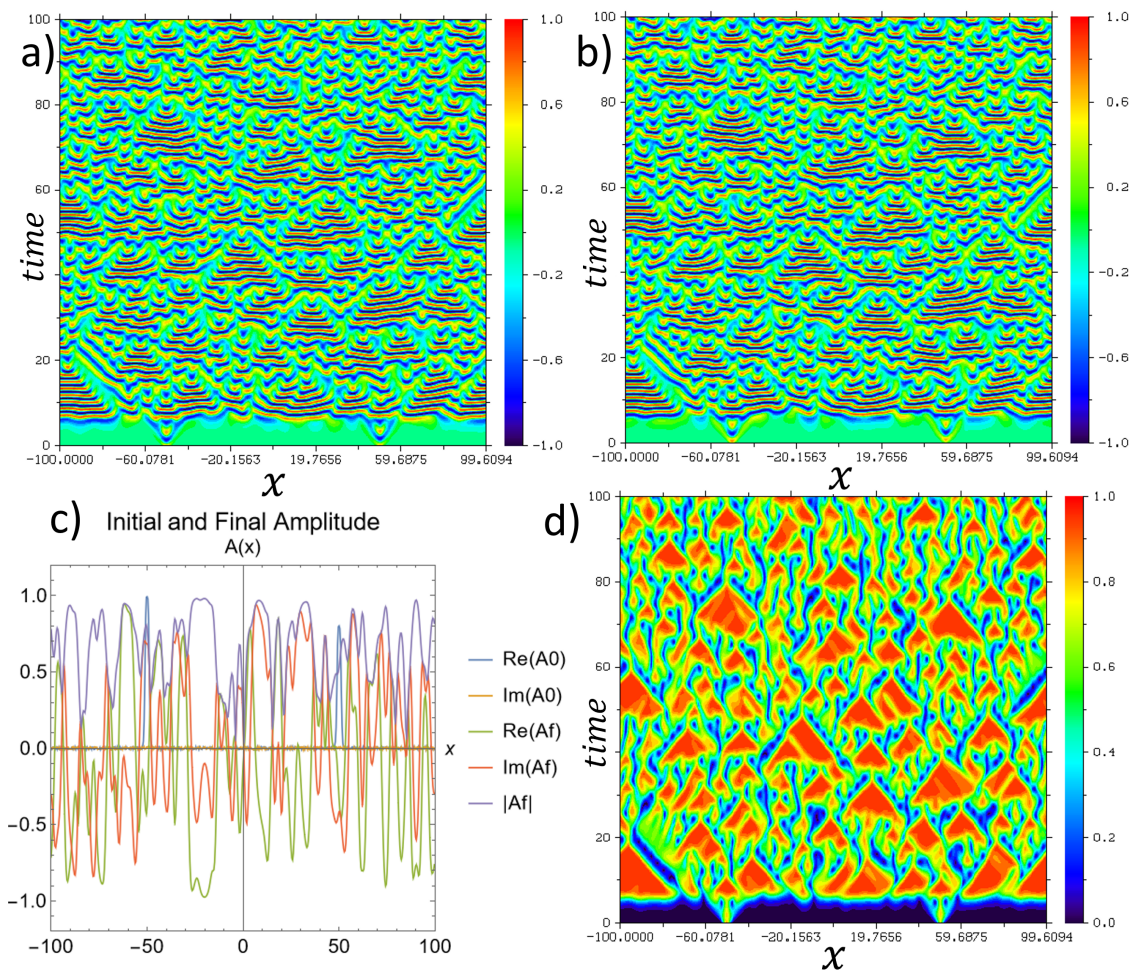 a)
100
80
60
40
20
0
time
-100.0000 -60.0781 -20.1563 19.7656 59.6875 99.6094
x
1.0
0.6
0.2
-0.2
-0.6
-1.0
b)
100
80
60
40
20
0
time
-100.0000 -60.0781 -20.1563 19.7656 59.6875 99.6094
x
1.0
0.6
0.2
-0.2
-0.6
-1.0
c)
Initial and Final Amplitude
A(x)
1.0
0.5
0.0
-0.5
-1.0
x
-100 -50 0 50 100
Re(A0)
Im(A0)
Re(Af)
Im(Af)
|Af|
d)
100
80
60
40
20
0
time
-100.0000 -60.0781 -20.1563 19.7656 59.6875 99.6094
x
1.0
0.8
0.6
0.4
0.2
0.0